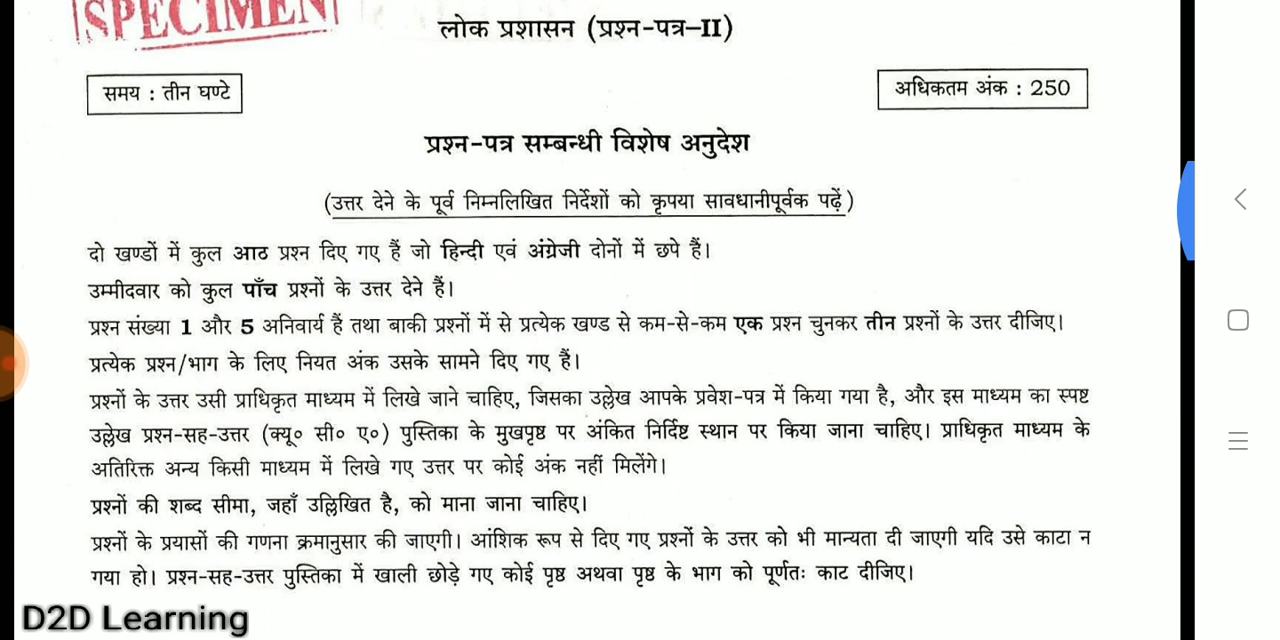 SPECIMEN
लोक प्रशासन (प्रश्न-पत्र-II)
समय : तीन घण्टे
अधिकतम अंक : 250
प्रश्न-पत्र सम्बन्धी विशेष अनुदेश
(उत्तर देने के पूर्व निम्नलिखित निर्देशों को कृपया सावधानीपूर्वक पढ़ें)
दो खण्डों में कुल आठ प्रश्न दिए गए हैं जो हिन्दी एवं अंग्रेजी दोनों में छपे हैं।
उम्मीदवार को कुल पाँच प्रश्नों के उत्तर देने हैं।
प्रश्न संख्या 1 और 5 अनिवार्य हैं तथा बाकी प्रश्नों में से प्रत्येक खण्ड से कम-से-कम एक प्रश्न चुनकर तीन प्रश्नों के उत्तर दीजिए।
प्रत्येक प्रश्न/भाग के लिए नियत अंक उसके सामने दिए गए हैं।
प्रश्नों के उत्तर उसी प्राधिकृत माध्यम में लिखे जाने चाहिए, जिसका उल्लेख आपके प्रवेश-पत्र में किया गया है, और इस माध्यम का स्पष्ट
उल्लेख प्रश्न-सह-उत्तर (क्यू० सी० ए०) पुस्तिका के मुखपृष्ठ पर अंकित निर्दिष्ट स्थान पर किया जाना चाहिए। प्राधिकृत माध्यम के
अतिरिक्त अन्य किसी माध्यम में लिखे गए उत्तर पर कोई अंक नहीं मिलेंगे।
प्रश्नों की शब्द सीमा, जहाँ उल्लिखित है, को माना जाना चाहिए।
प्रश्नों के प्रयासों की गणना क्रमानुसार की जाएगी। आंशिक रूप से दिए गए प्रश्नों के उत्तर को भी मान्यता दी जाएगी यदि उसे काटा न
गया हो। प्रश्न-सह-उत्तर पुस्तिका में खाली छोड़े गए कोई पृष्ठ अथवा पृष्ठ के भाग को पूर्णतः काट दीजिए।
D2D Learning